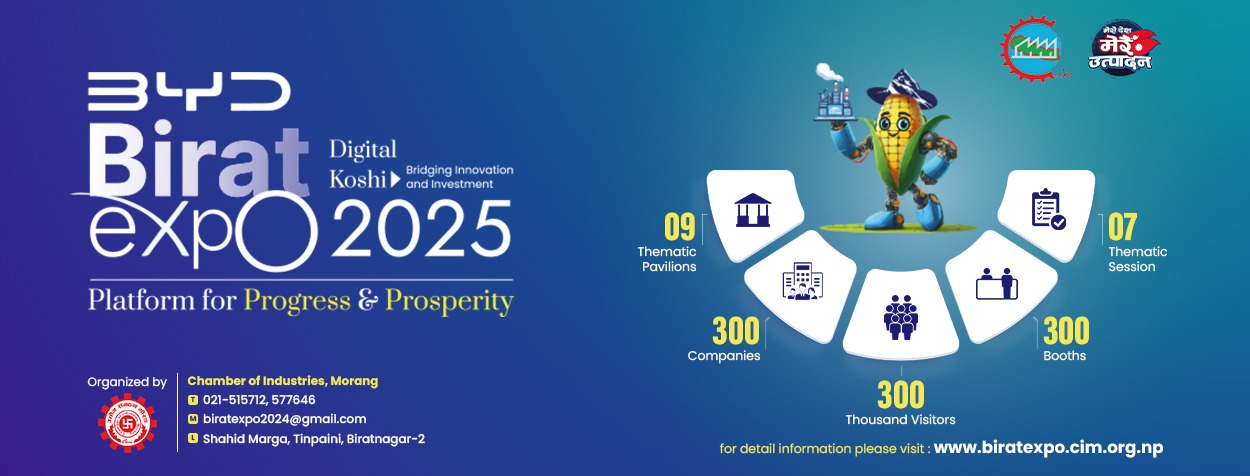 BYD
Birat
expo 2025
Digital
Koshi
Bridging Innovation
and Investment
Platform for Progress & Prosperity
Organized by
Chamber of Industries, Morang
T 021-515712, 577646
M biratexpo2024@gmail.com
L Shahid Marga, Tinpaini, Biratnagar-2
cim
मेरो देश
मेरै
उत्पादन
09
Thematic
Pavilions
300
Companies
300
Thousand Visitors
300
Booths
07
Thematic
Session
for detail information please visit : www.biratexpo.cim.org.np